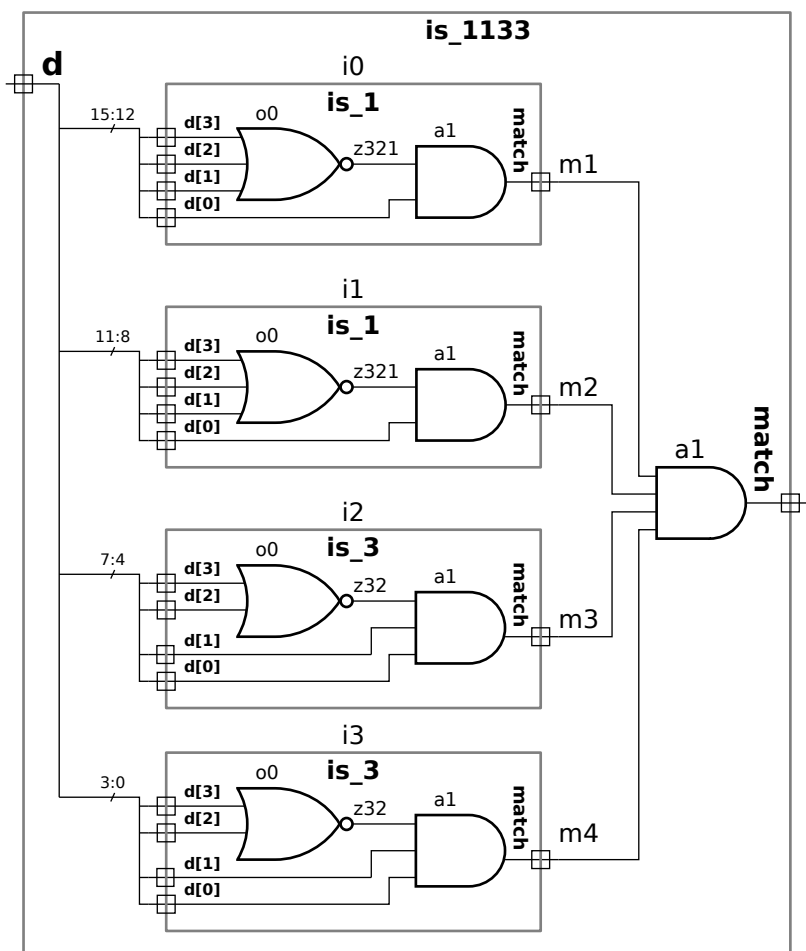 is_1133
d
i0
is_1
15:12
d[3]
d[2]
d[1]
d[0]
o0
z321
a1
match
m1
i1
is_1
11:8
d[3]
d[2]
d[1]
d[0]
o0
z321
a1
match
m2
a1
match
i2
is_3
7:4
d[3]
d[2]
d[1]
d[0]
o0
z32
a1
match
m3
i3
is_3
3:0
d[3]
d[2]
d[1]
d[0]
o0
z32
a1
match
m4